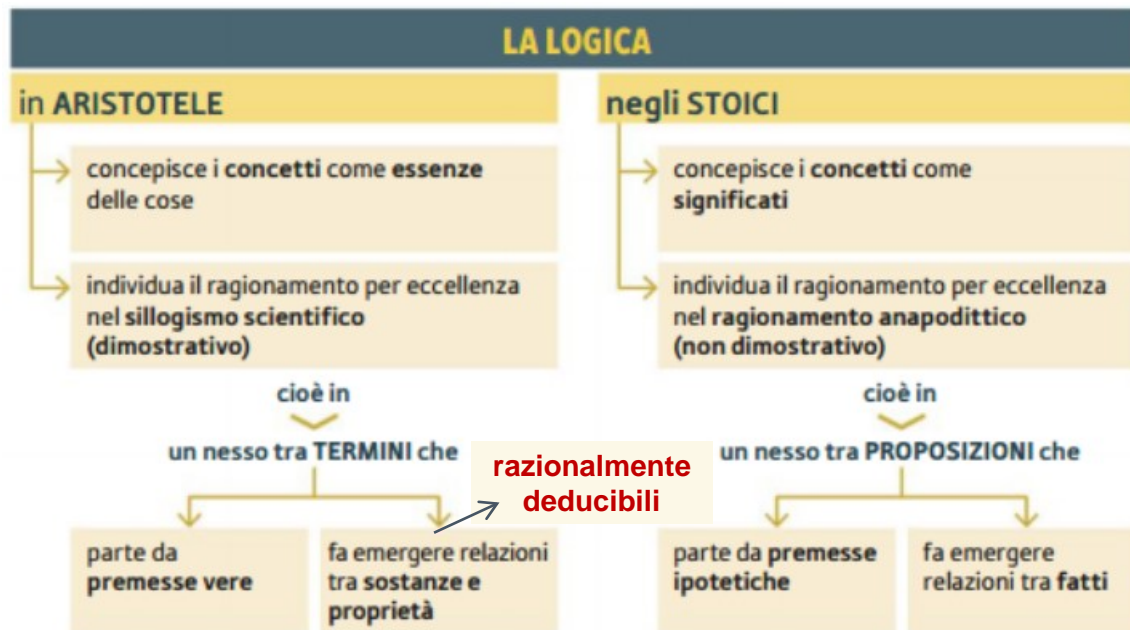 LA LOGICA
in ARISTOTELE
concepisce i concetti come essenze
delle cose
individua il ragionamento per eccellenza
nel sillogismo scientifico
(dimostrativo)
cioè in
un nesso tra TERMINI che
razionalmente
deducibili
parte da
premesse vere
fa emergere relazioni
tra sostanze e
proprietà
negli STOICI
concepisce i concetti come
significati
individua il ragionamento per eccellenza
nel ragionamento anapodittico
(non dimostrativo)
cioè in
un nesso tra PROPOSIZIONI che
parte da premesse
ipotetiche
fa emergere
relazioni tra fatti